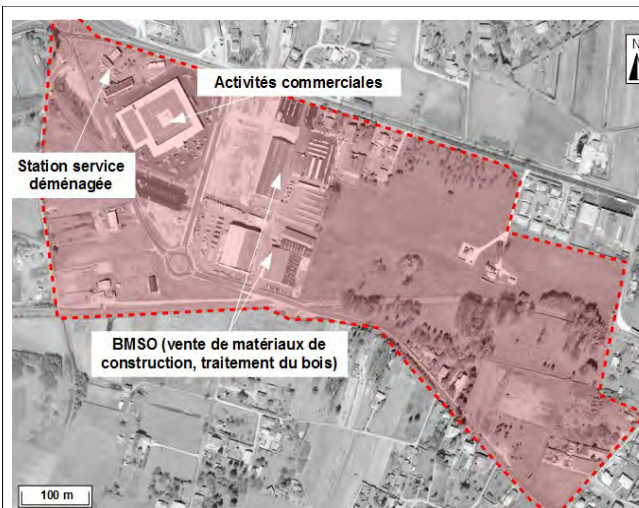 N
Activités commerciales
Station service
déménagée
BMSO (vente de matériaux de
construction, traitement du bois)
100 m